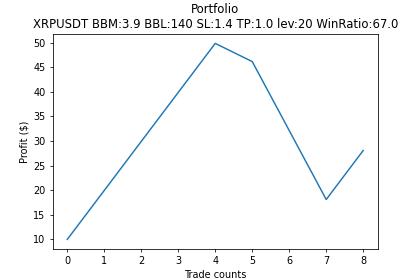 Portfolio
XRPUSDT BBM:3.9 BBL:140 SL:1.4 TP:1.0 lev:20 WinRatio:67.0
50
45
40
35
30
25
20
15
10
Profit ($)
0 1 2 3 4 5 6 7 8
Trade counts